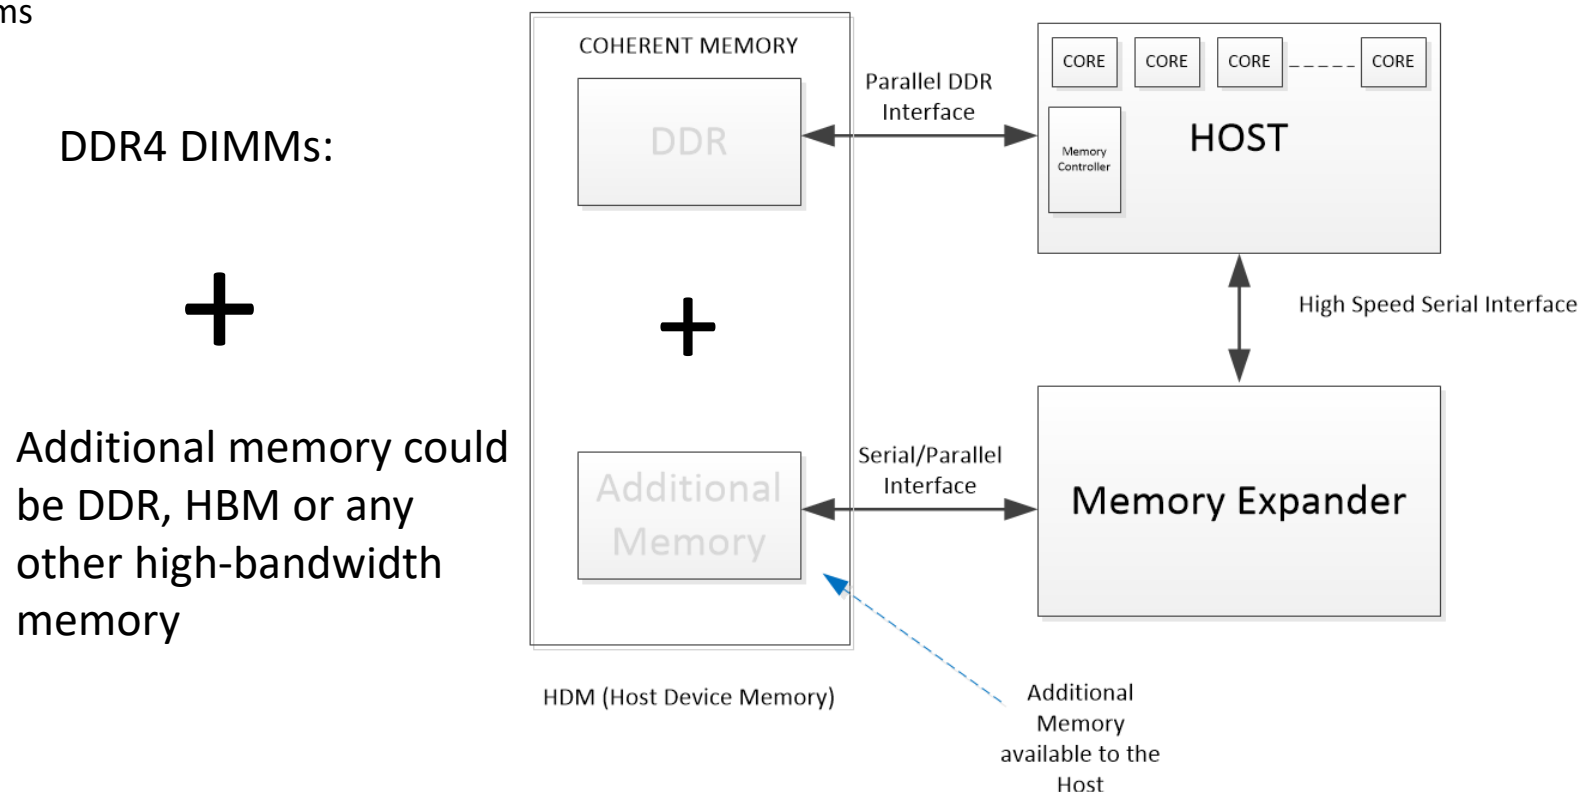 ms
DDR4 DIMMs:
+
Additional memory could
be DDR, HBM or any
other high-bandwidth
memory
COHERENT MEMORY
DDR
+
Additional
Memory
HDM (Host Device Memory)
Parallel DDR
Interface
CORE CORE CORE CORE
Memory
Controller
HOST
High Speed Serial Interface
Serial/Parallel
Interface
Memory Expander
Additional
Memory
available to the
Host